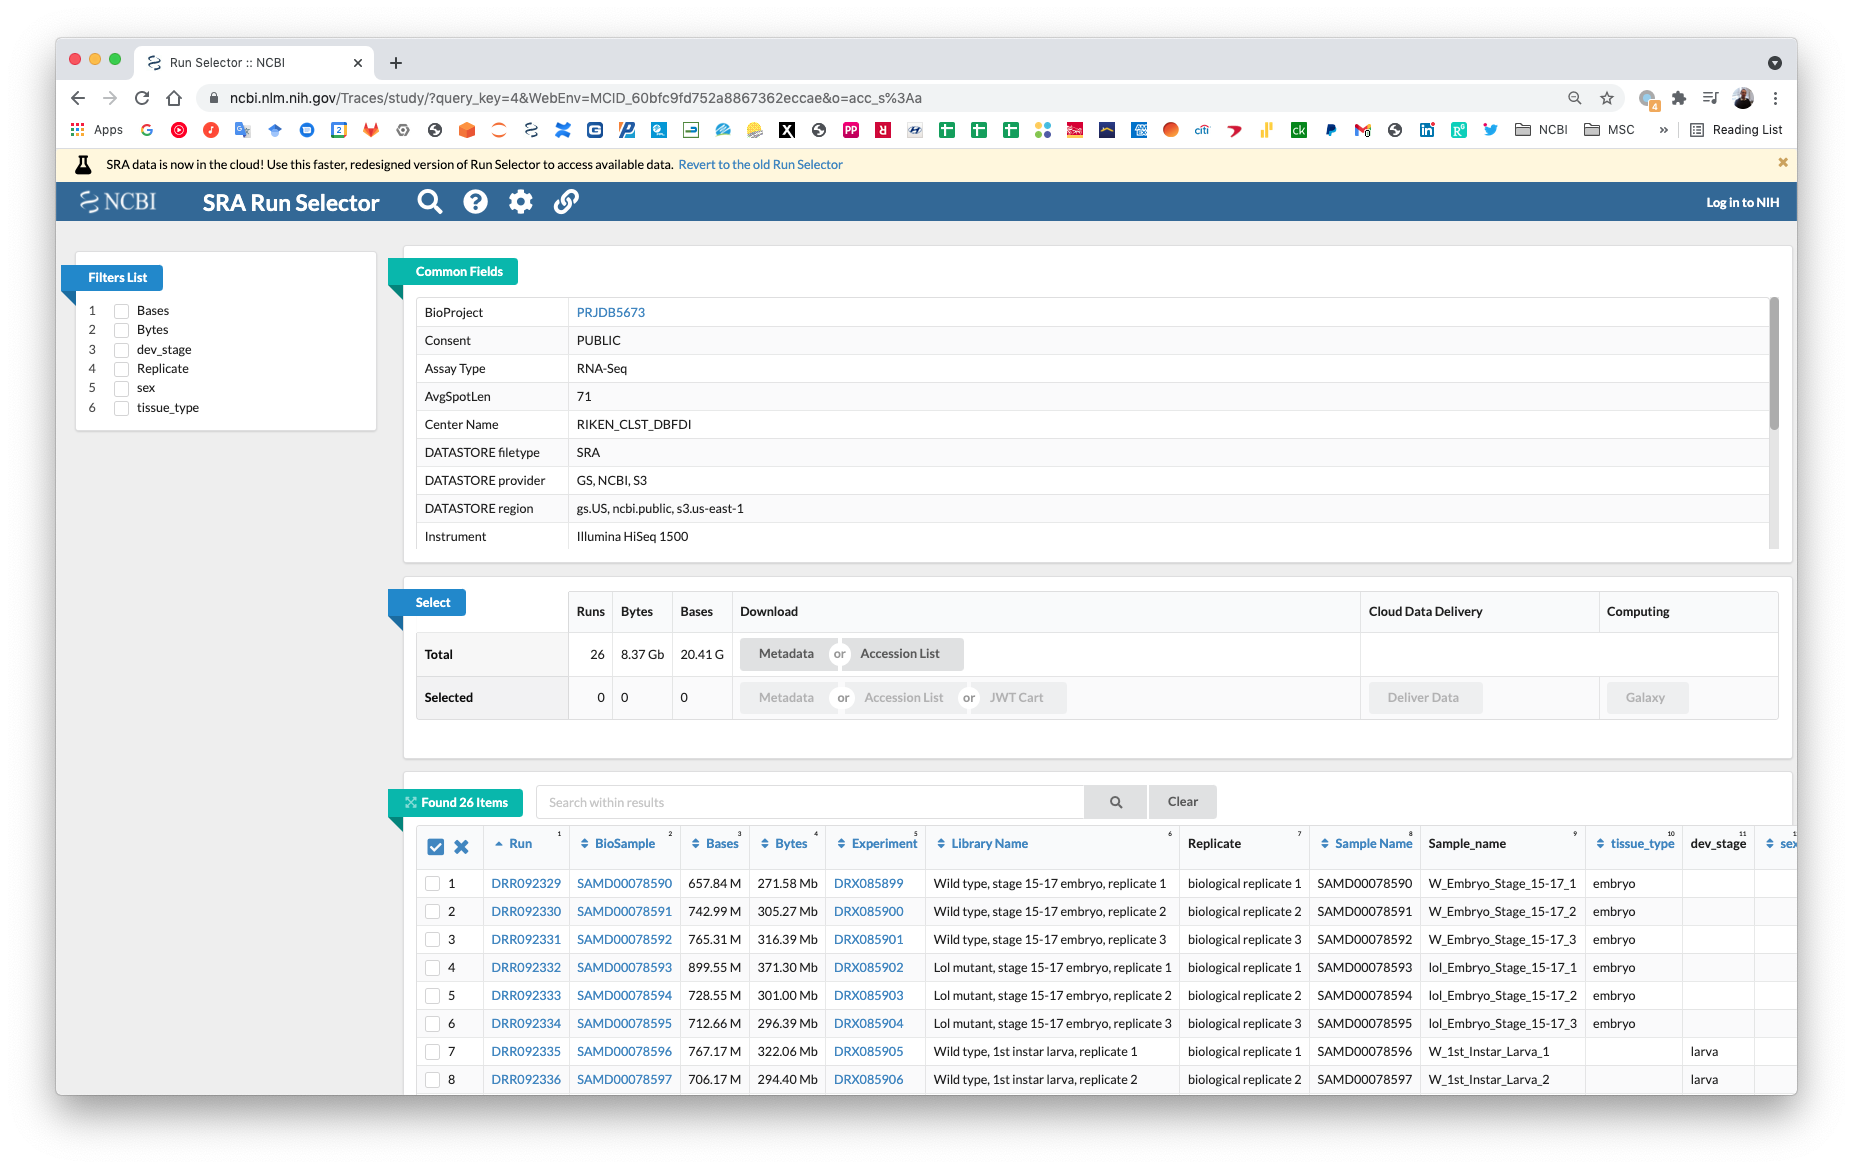 Run Selector :: NCBI
ncbi.nlm.nih.gov/Traces/study/?query_key=4&WebEnv=MCID_60bfc9fd752a8867362eccae&o=acc_s%3Aa
Apps NCBI MSC » Reading List
SRA data is now in the cloud! Use this faster, redesigned version of Run Selector to access available data. Revert to the old Run Selector
NCBI SRA Run Selector Log in to NIH
Filters List
1 Bases
2 Bytes
3 dev_stage
4 Replicate
5 sex
6 tissue_type
Common Fields
BioProject PRJDB5673
Consent PUBLIC
Assay Type RNA-Seq
AvgSpotLen 71
Center Name RIKEN_CLST_DBFDI
DATASTORE filetype SRA
DATASTORE provider GS, NCBI, S3
DATASTORE region gs.US, ncbi.public, s3.us-east-1
Instrument Illumina HiSeq 1500
Select Runs Bytes Bases Download Cloud Data Delivery Computing
Total 26 8.37 Gb 20.41 G Metadata or Accession List
Selected 0 0 0 Metadata or Accession List or JWT Cart Deliver Data Galaxy
Found 26 Items Search within results Clear
Run 1 BioSample 2 Bases 3 Bytes 4 Experiment 5 Library Name 6 Replicate 7 Sample Name 8 Sample_name 9 tissue_type 10 dev_stage 11 sex
1 DRR092329 SAMD00078590 657.84 M 271.58 Mb DRX085899 Wild type, stage 15-17 embryo, replicate 1 biological replicate 1 SAMD00078590 W_Embryo_Stage_15-17_1 embryo
2 DRR092330 SAMD00078591 742.99 M 305.27 Mb DRX085900 Wild type, stage 15-17 embryo, replicate 2 biological replicate 2 SAMD00078591 W_Embryo_Stage_15-17_2 embryo
3 DRR092331 SAMD00078592 765.31 M 316.39 Mb DRX085901 Wild type, stage 15-17 embryo, replicate 3 biological replicate 3 SAMD00078592 W_Embryo_Stage_15-17_3 embryo
4 DRR092332 SAMD00078593 899.55 M 371.30 Mb DRX085902 Lol mutant, stage 15-17 embryo, replicate 1 biological replicate 1 SAMD00078593 lol_Embryo_Stage_15-17_1 embryo
5 DRR092333 SAMD00078594 728.55 M 301.00 Mb DRX085903 Lol mutant, stage 15-17 embryo, replicate 2 biological replicate 2 SAMD00078594 lol_Embryo_Stage_15-17_2 embryo
6 DRR092334 SAMD00078595 712.66 M 296.39 Mb DRX085904 Lol mutant, stage 15-17 embryo, replicate 3 biological replicate 3 SAMD00078595 lol_Embryo_Stage_15-17_3 embryo
7 DRR092335 SAMD00078596 767.17 M 322.06 Mb DRX085905 Wild type, 1st instar larva, replicate 1 biological replicate 1 SAMD00078596 W_1st_Instar_Larva_1 larva
8 DRR092336 SAMD00078597 706.17 M 294.40 Mb DRX085906 Wild type, 1st instar larva, replicate 2 biological replicate 2 SAMD00078597 W_1st_Instar_Larva_2 larva